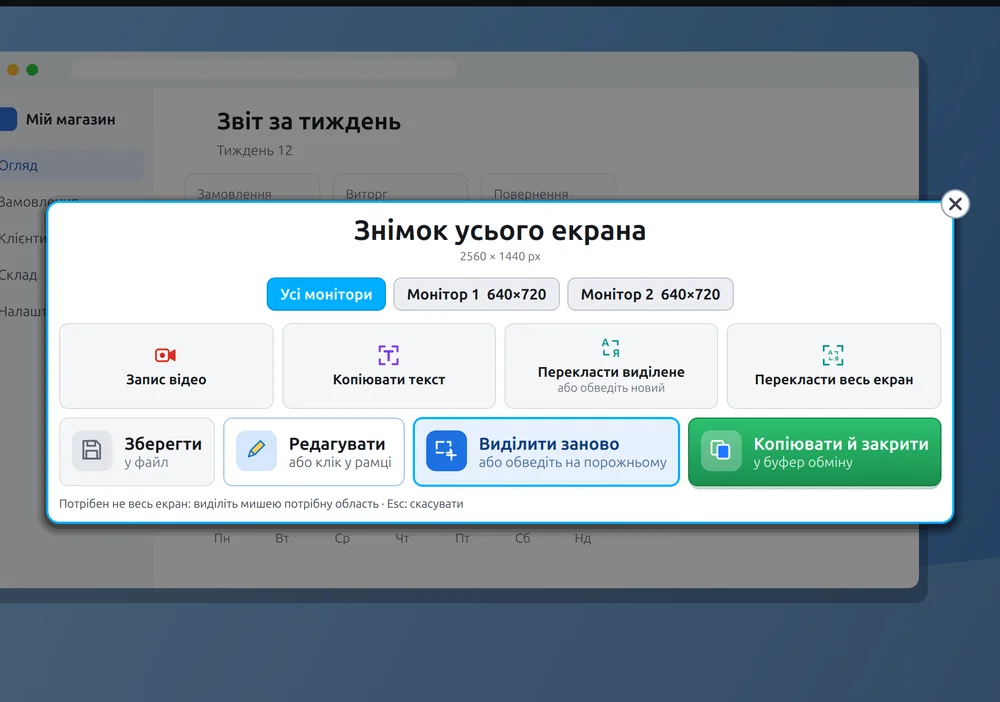 Мій магазин
Огляд
Замовлення
Клієнти
Склад
Звіт за тиждень
Тиждень 12
Замовлення
Виторг
Повернення
Знімок усього екрана
2560 × 1440 px
Усі монітори
Монітор 1 640×720
Монітор 2 640×720
Запис відео
Копіювати текст
Перекласти виділене
або обведіть новий
Перекласти весь екран
Зберегти
у файл
Редагувати
або клік у рамці
Виділити заново
або обведіть на порожньому
Копіювати й закрити
у буфер обміну
Потрібен не весь екран: виділіть мишею потрібну область · Esc: скасувати
Пн Вт Ср Чт Пт Сб Нд